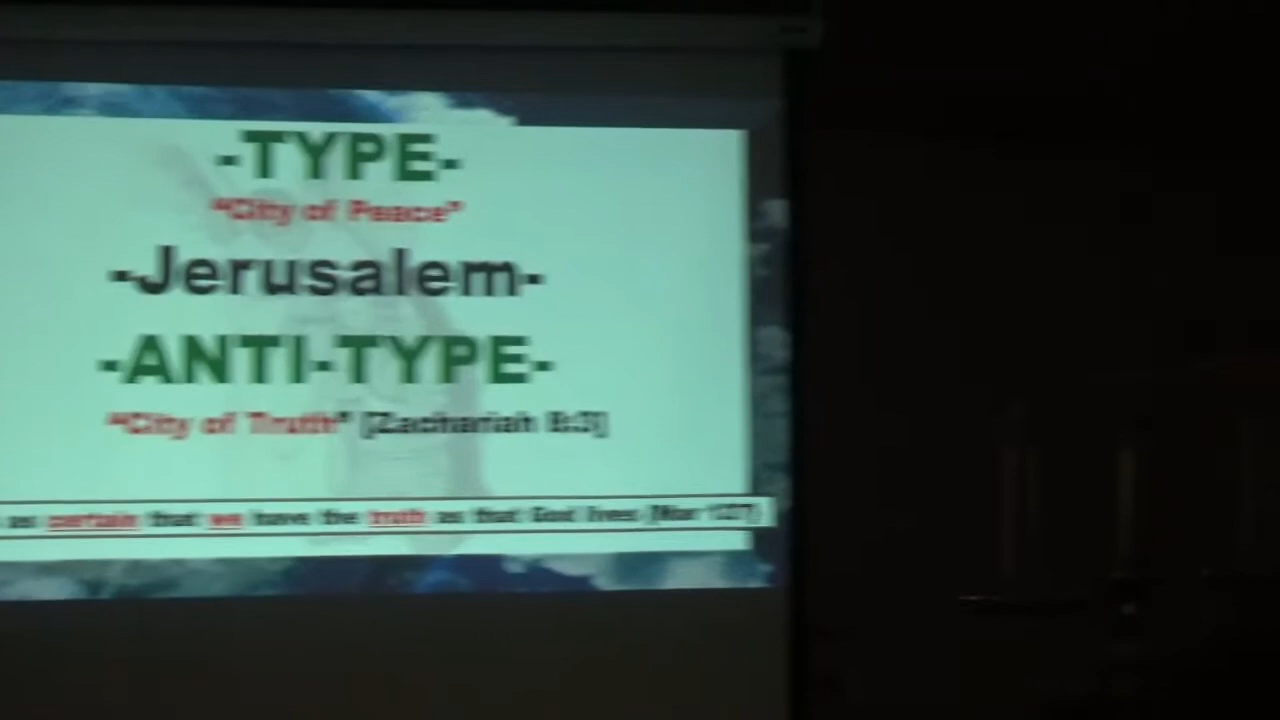 -TYPE-
"City of Peace"
-Jerusalem-
-ANTI-TYPE-
"City of Truth" [Zachariah 8:3]
as certain that we have the truth as that God lives